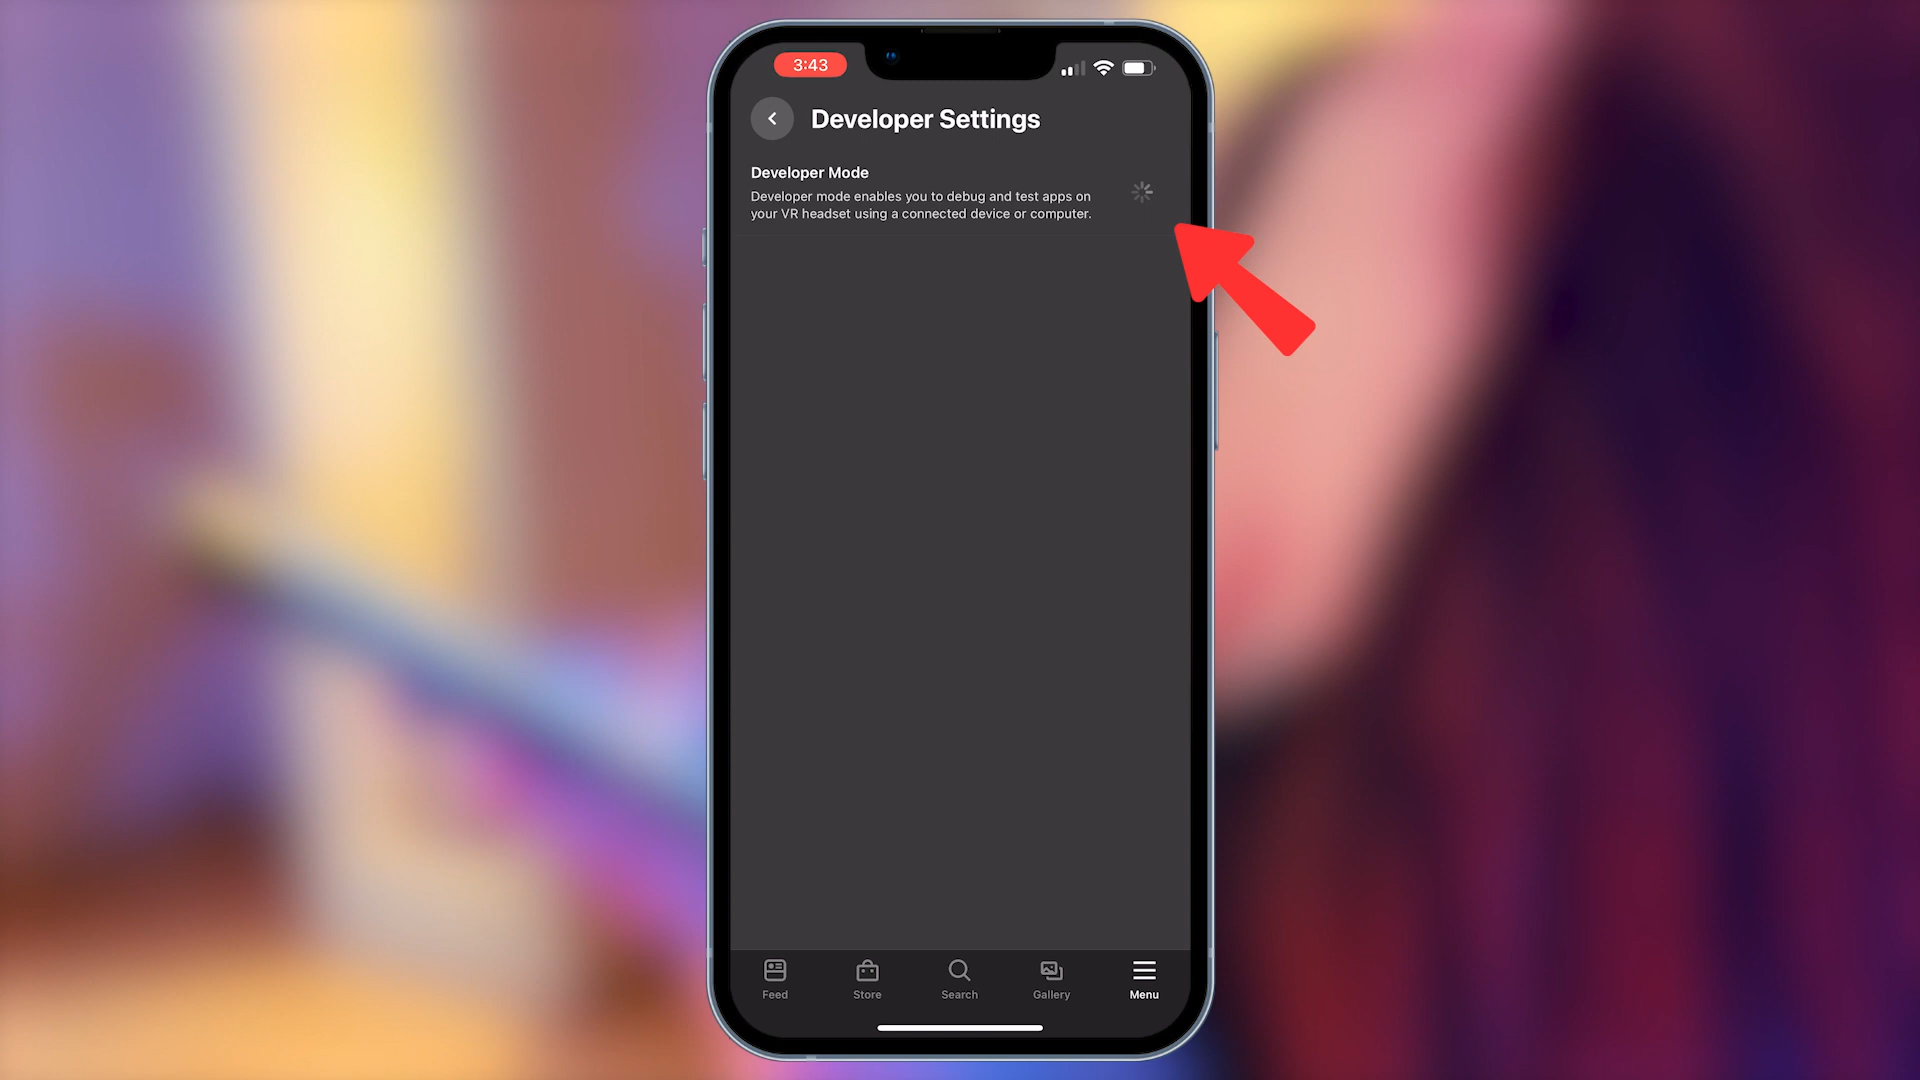 3:43
Developer Settings
Developer Mode
Developer mode enables you to debug and test apps on
your VR headset using a connected device or computer.
Feed
Store
Search
Gallery
Menu